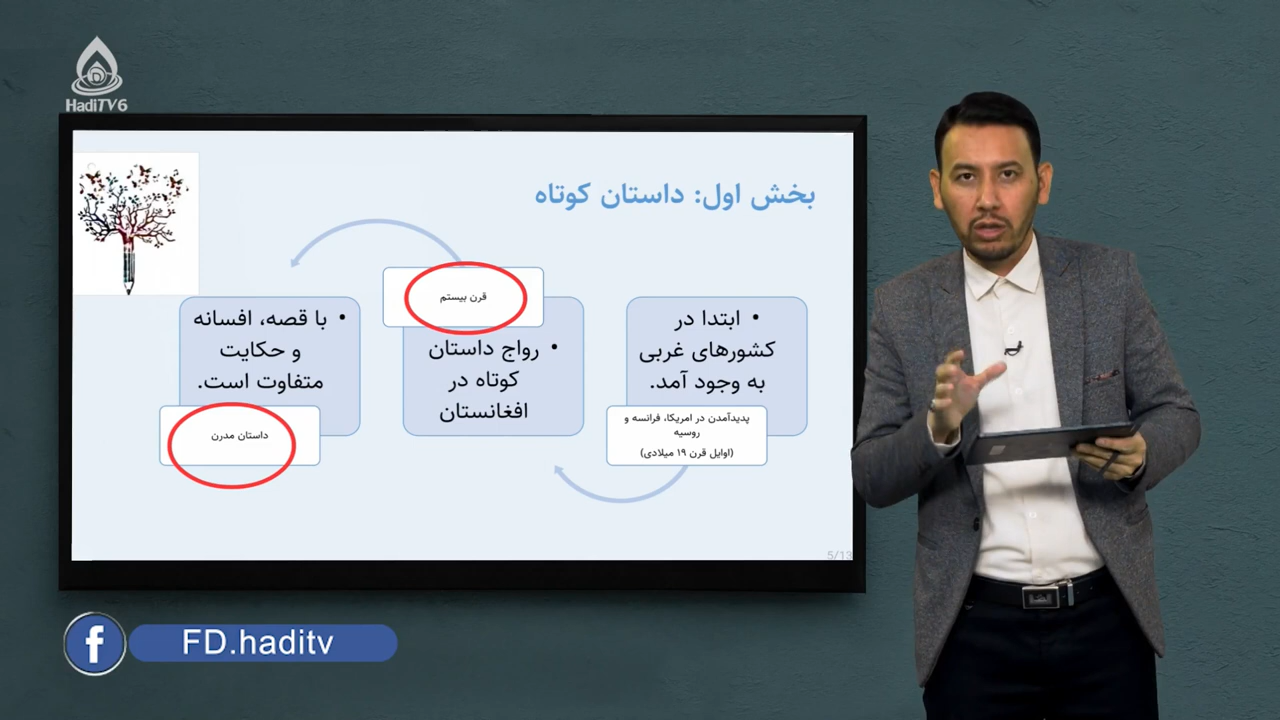 HadiTV6
بخش اول: داستان کوتاه
ابتدا در
کشورهای غربی
به وجود آمد.
پدیدآمدن در امریکا، فرانسه و
روسیه
(اوایل قرن ۱۹ میلادی)
قرن بیستم
رواج داستان
کوتاه در
افغانستان
با قصه، افسانه
و حکایت
متفاوت است.
داستان مدرن
5/13
FD.haditv